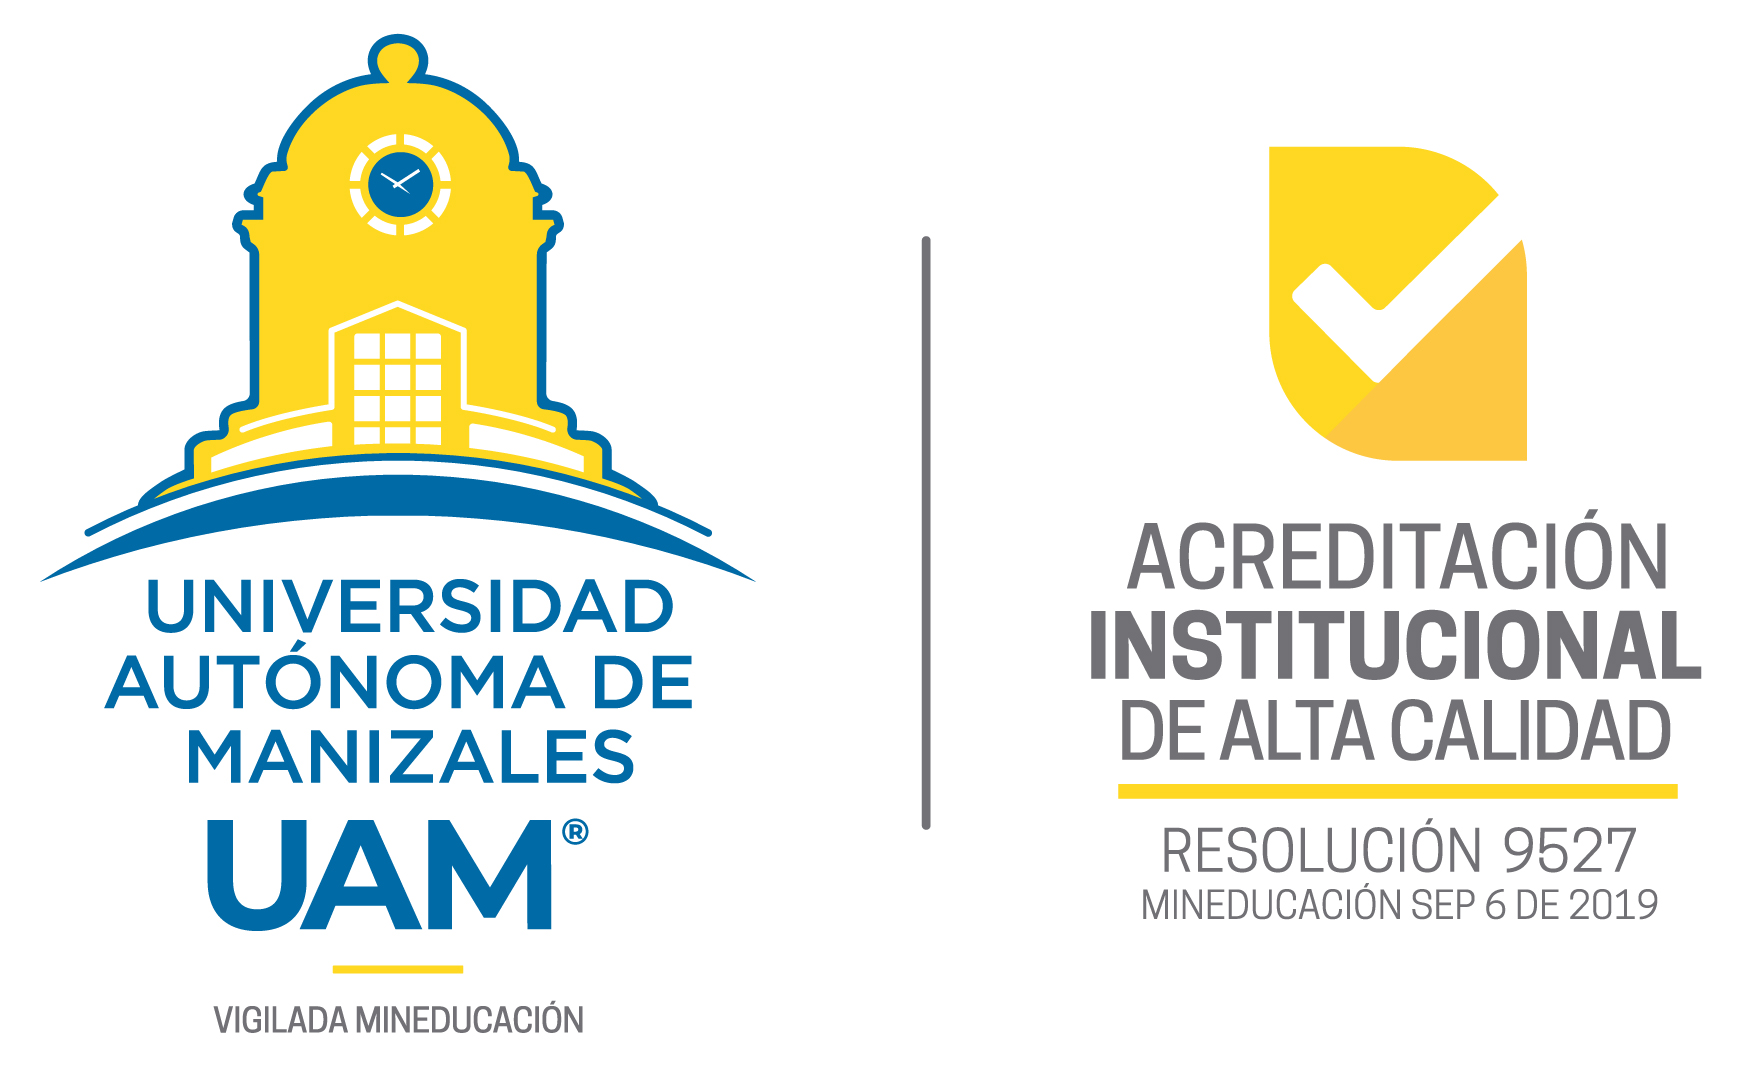 UNIVERSIDAD
AUTÓNOMA DE
MANIZALES
UAM®
VIGILADA MINEDUCACIÓN
ACREDITACIÓN
INSTITUCIONAL
DE ALTA CALIDAD
RESOLUCIÓN 9527
MINEDUCACIÓN SEP 6 DE 2019